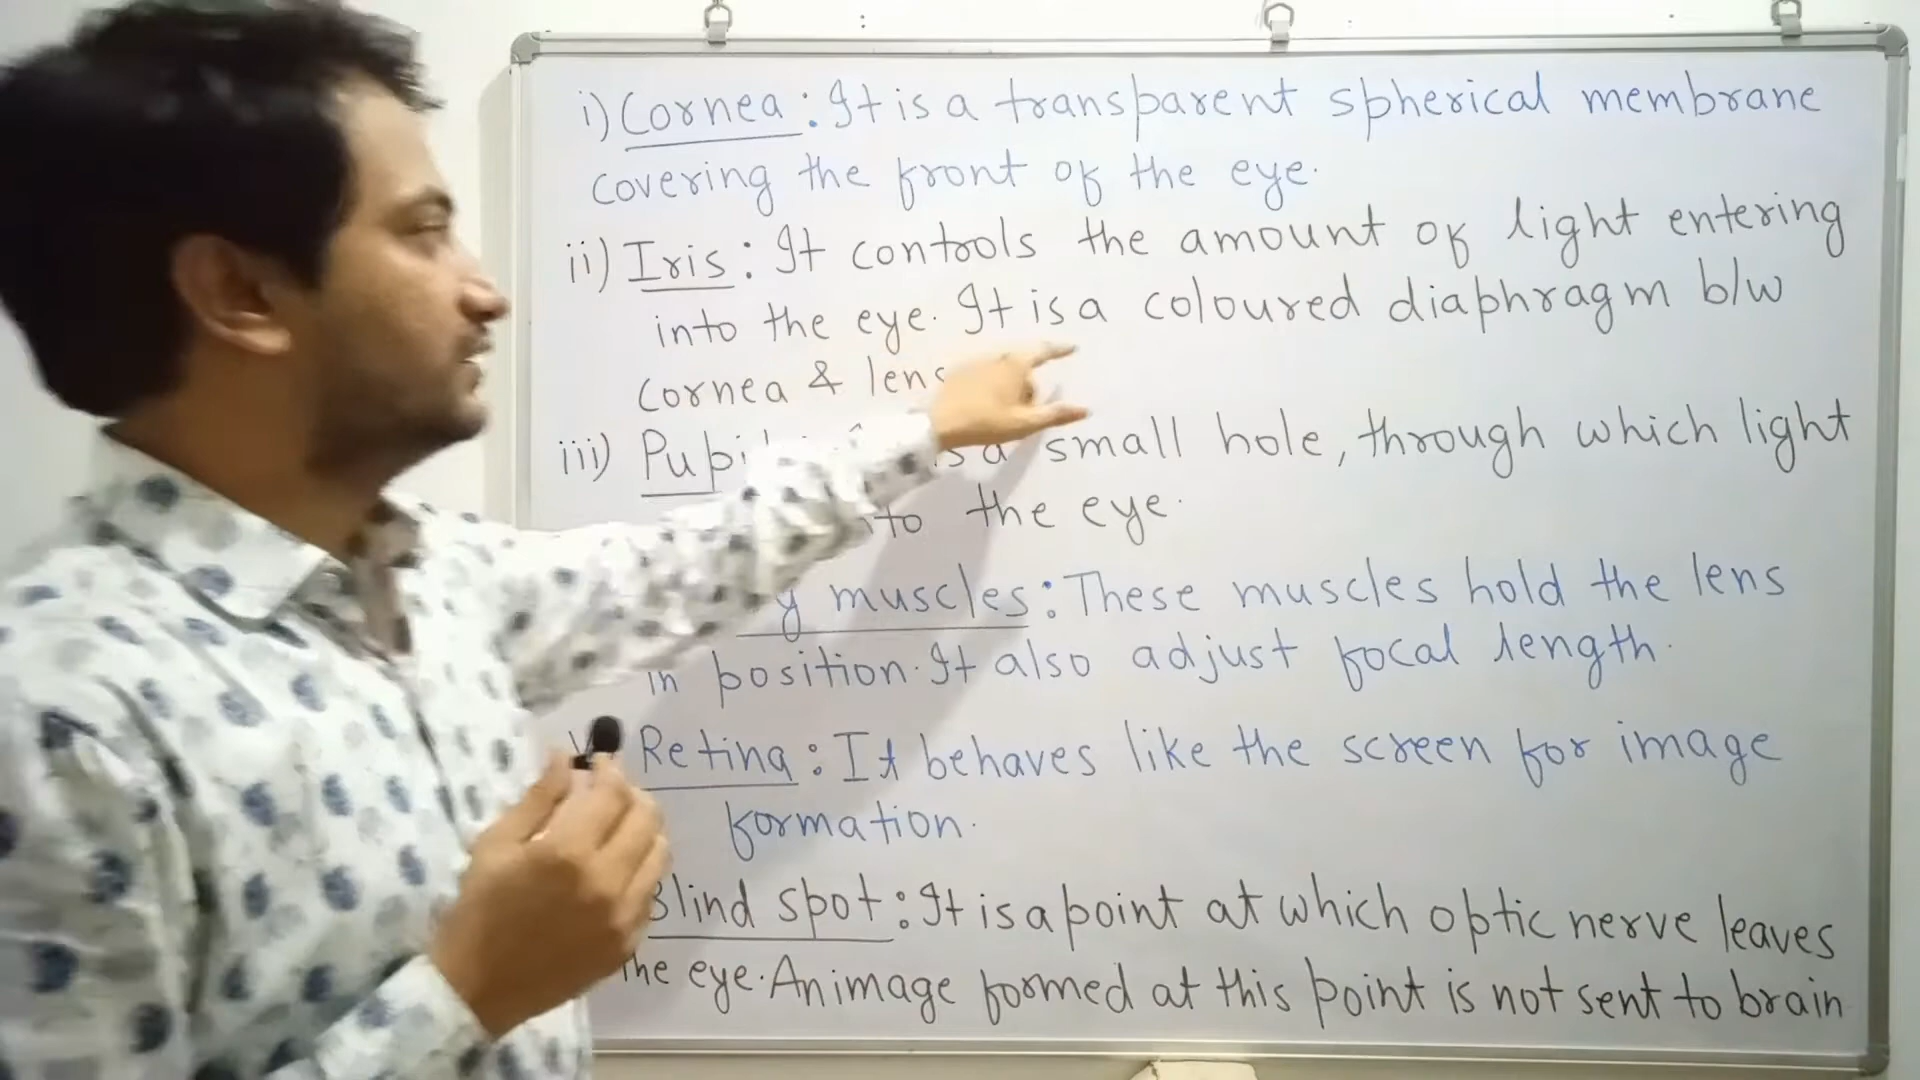 i) Cornea: It is a transparent spherical membrane
covering the front of the eye.
ii) Iris: It controls the amount of light entering
into the eye. It is a coloured diaphragm b/w
Cornea & lens
iii) a small hole, through which light
the eye.
muscles: These muscles hold the lens
in position. It also adjust focal length.
Retina: It behaves like the screen for image
formation.
Blind spot: It is a point at which optic nerve leaves
the eye. An image formed at this point is not sent to brain